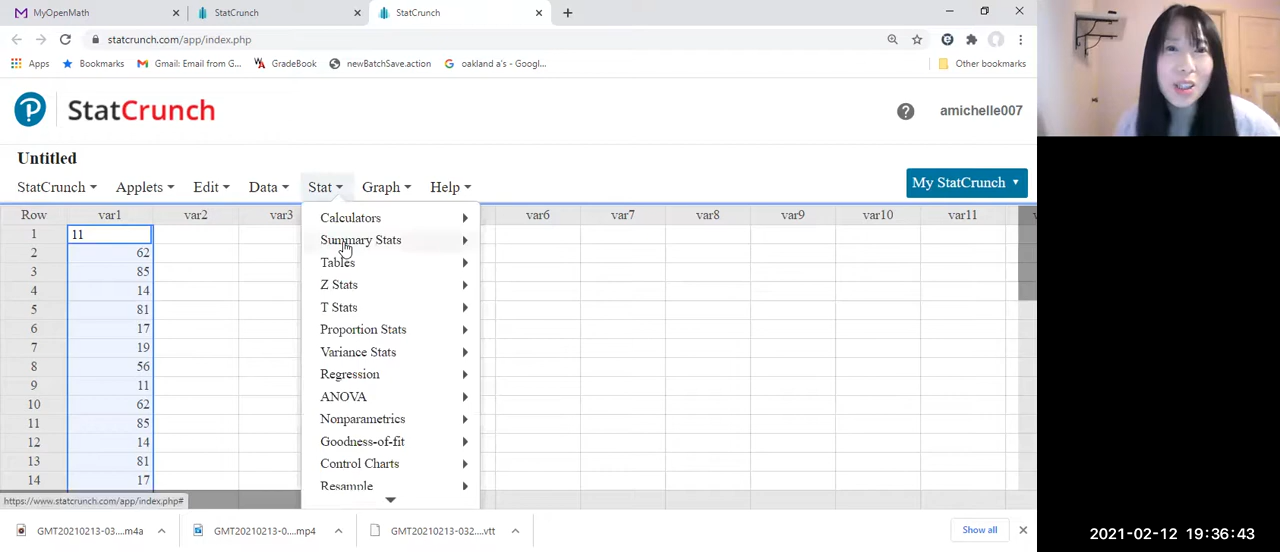 MyOpenMath
StatCrunch
StatCrunch
statcrunch.com/app/index.php
Apps
Bookmarks
Gmail: Email from G...
GradeBook
newBatchSave.action
oakland a's - Googl...
Other bookmarks
P
StatCrunch
?
amichelle007
Untitled
StatCrunch Applets Edit Data Stat Graph Help
My StatCrunch
Row var1 var2 var3 var6 var7 var8 var9 var10 var11
1 11
2 62
3 85
4 14
5 81
6 17
7 19
8 56
9 11
10 62
11 85
12 14
13 81
14 17
Calculators
Summary Stats
Tables
Z Stats
T Stats
Proportion Stats
Variance Stats
Regression
ANOVA
Nonparametrics
Goodness-of-fit
Control Charts
Resample
https://www.statcrunch.com/app/index.php#
GMT20210213-03....m4a
GMT20210213-0....mp4
GMT20210213-032....vtt
Show all
2021-02-12 19:36:43